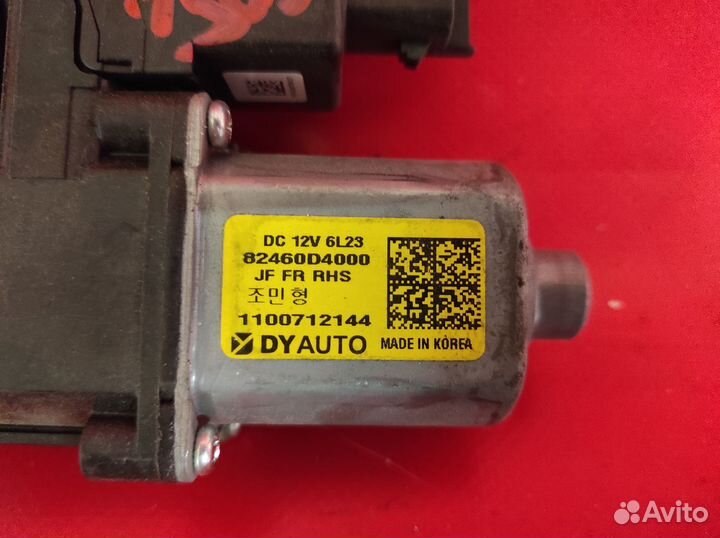 DC 12V 6L23
82460D4000
JF FR RHS
조민형
1100712144
DYAUTO MADE IN KOREA
Avito